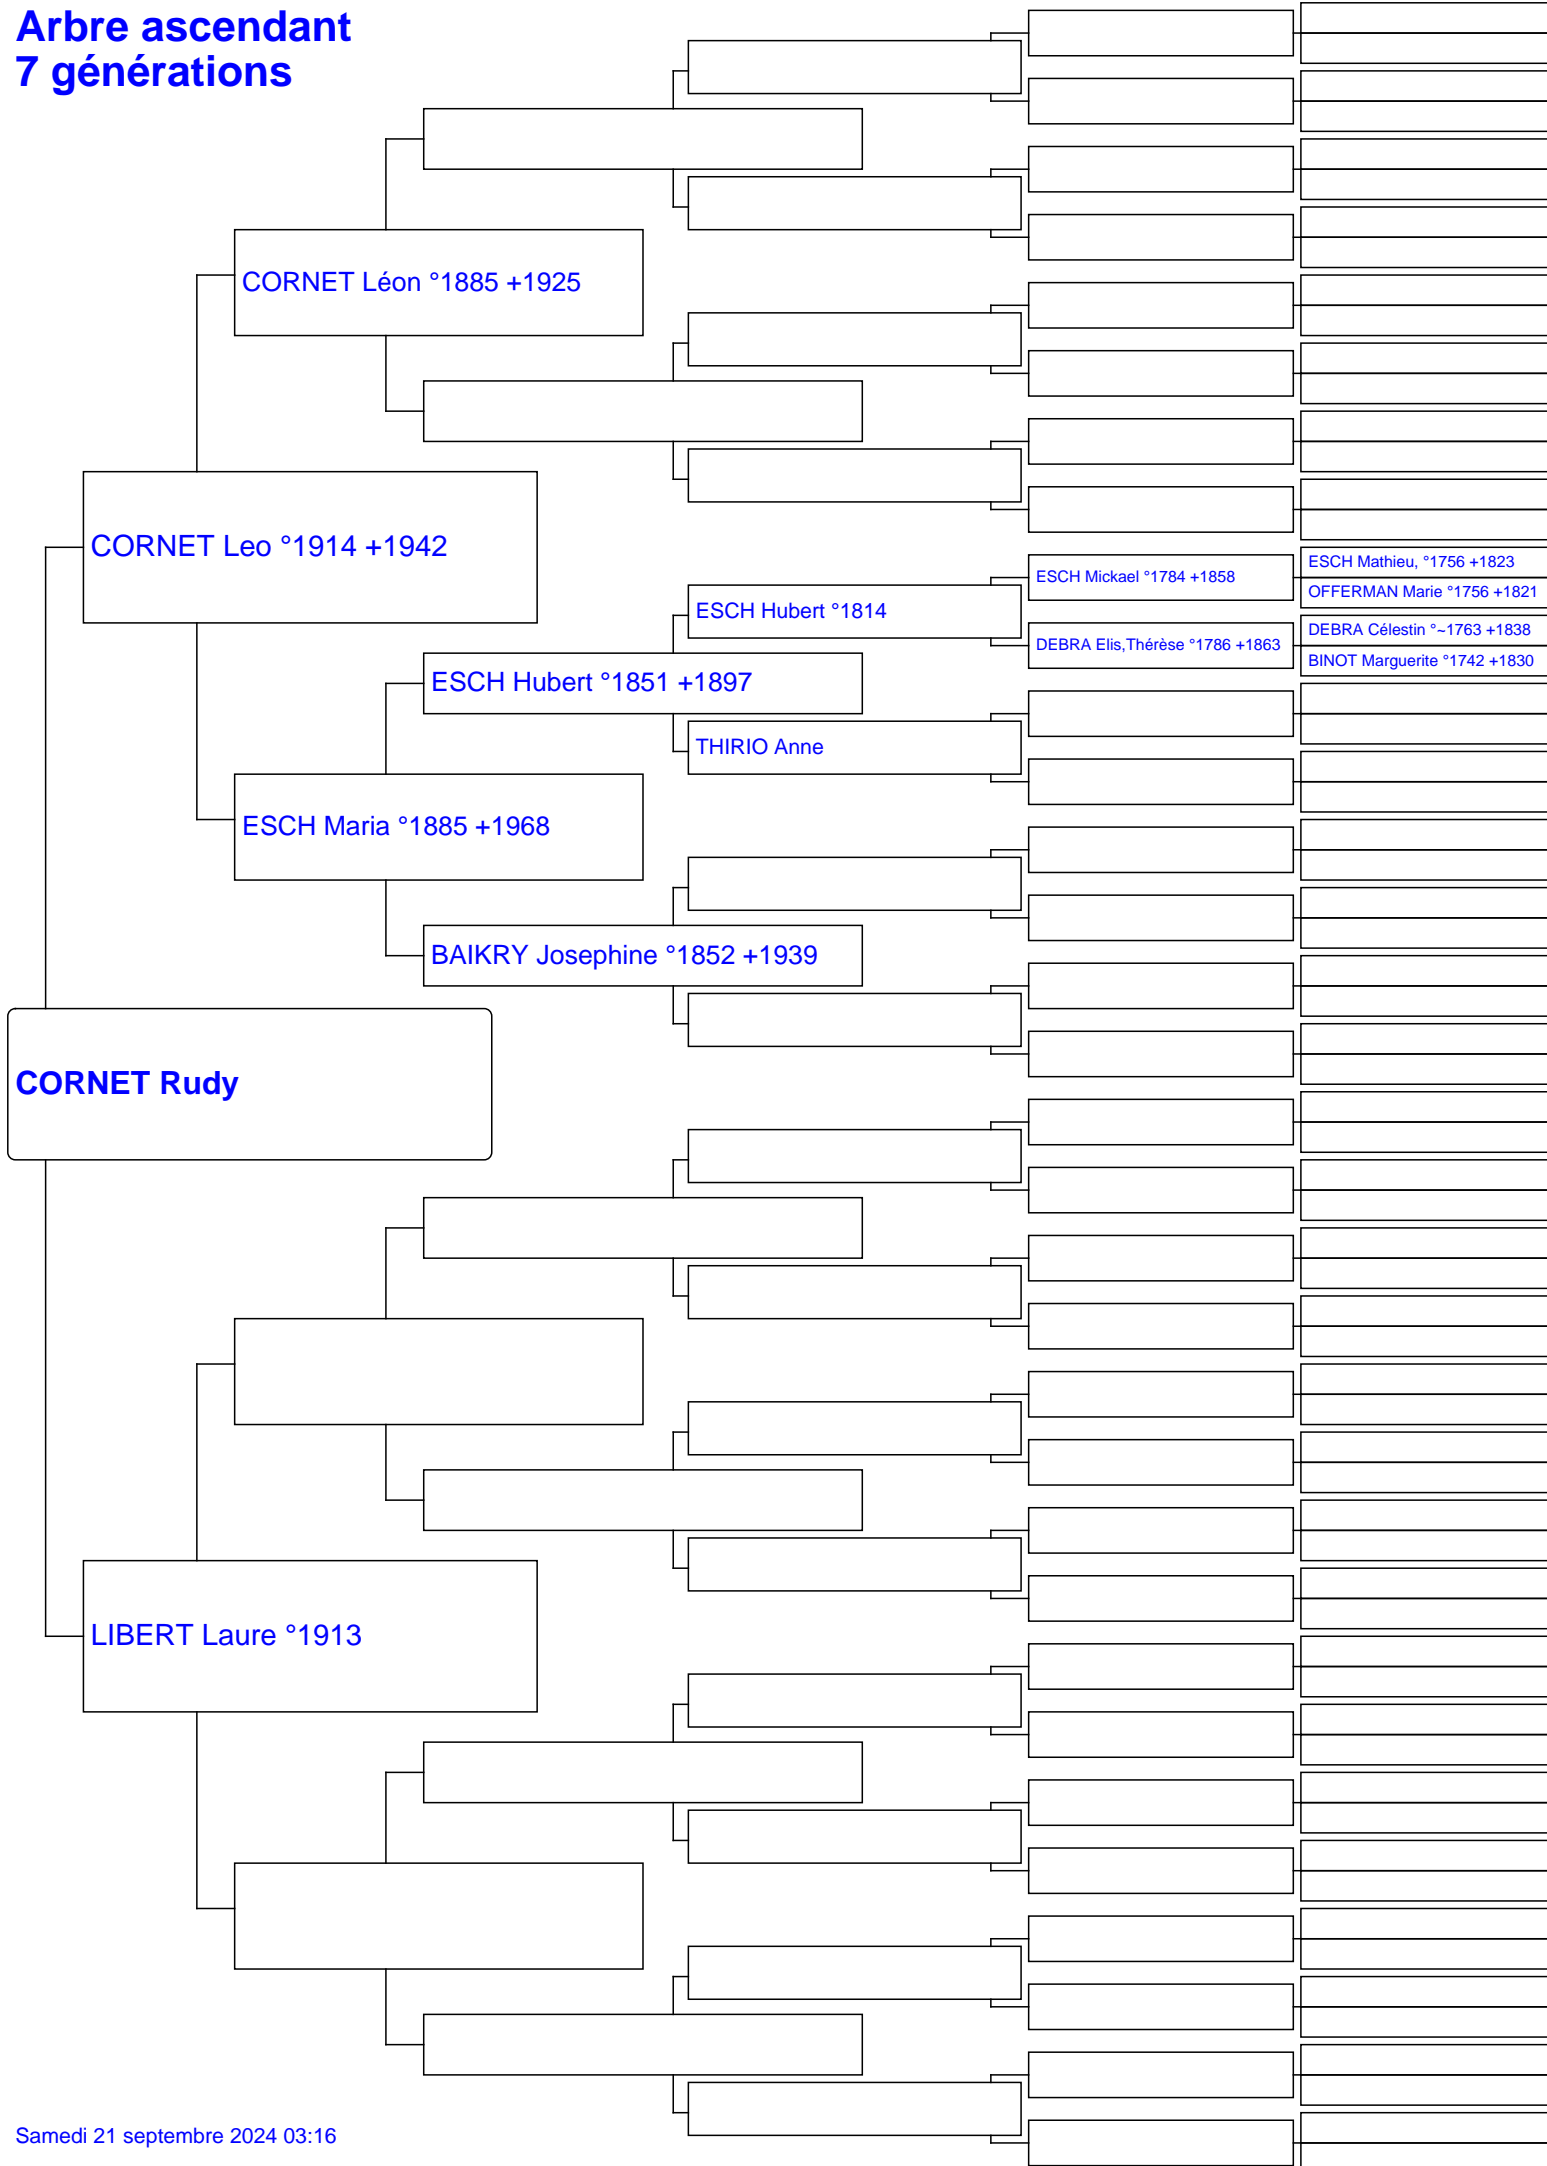 Arbre ascendant
7 générations
CORNET Léon °1885 +1925
CORNET Leo °1914 +1942
ESCH Mickael °1784 +1858
ESCH Mathieu, °1756 +1823
OFFERMAN Marie °1756 +1821
ESCH Hubert °1814
DEBRA Elis,Thérèse °1786 +1863
DEBRA Célestin °~1763 +1838
BINOT Marguerite °1742 +1830
ESCH Hubert °1851 +1897
THIRIO Anne
ESCH Maria °1885 +1968
BAIKRY Josephine °1852 +1939
CORNET Rudy
LIBERT Laure °1913
Samedi 21 septembre 2024 03:16